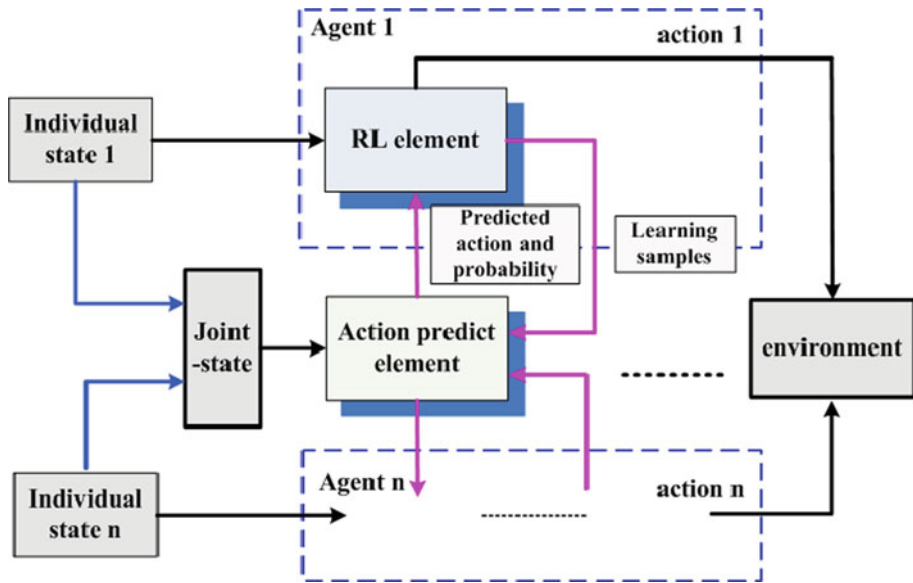 Agent 1
action 1
Individual
state 1
RL element
Predicted
action and
probability
Learning
samples
Joint
-state
Action predict
element
environment
Agent n
action n
Individual
state n